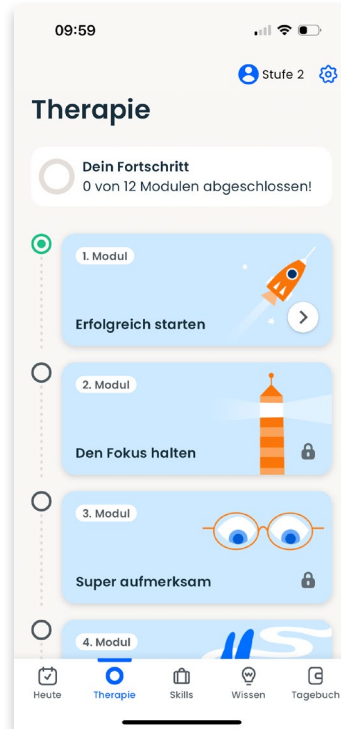 09:59
Stufe 2
Therapie
Dein Fortschritt
0 von 12 Modulen abgeschlossen!
1. Modul
Erfolgreich starten
2. Modul
Den Fokus halten
3. Modul
Super aufmerksam
4. Modul
Heute Therapie Skills Wissen Tagebuch